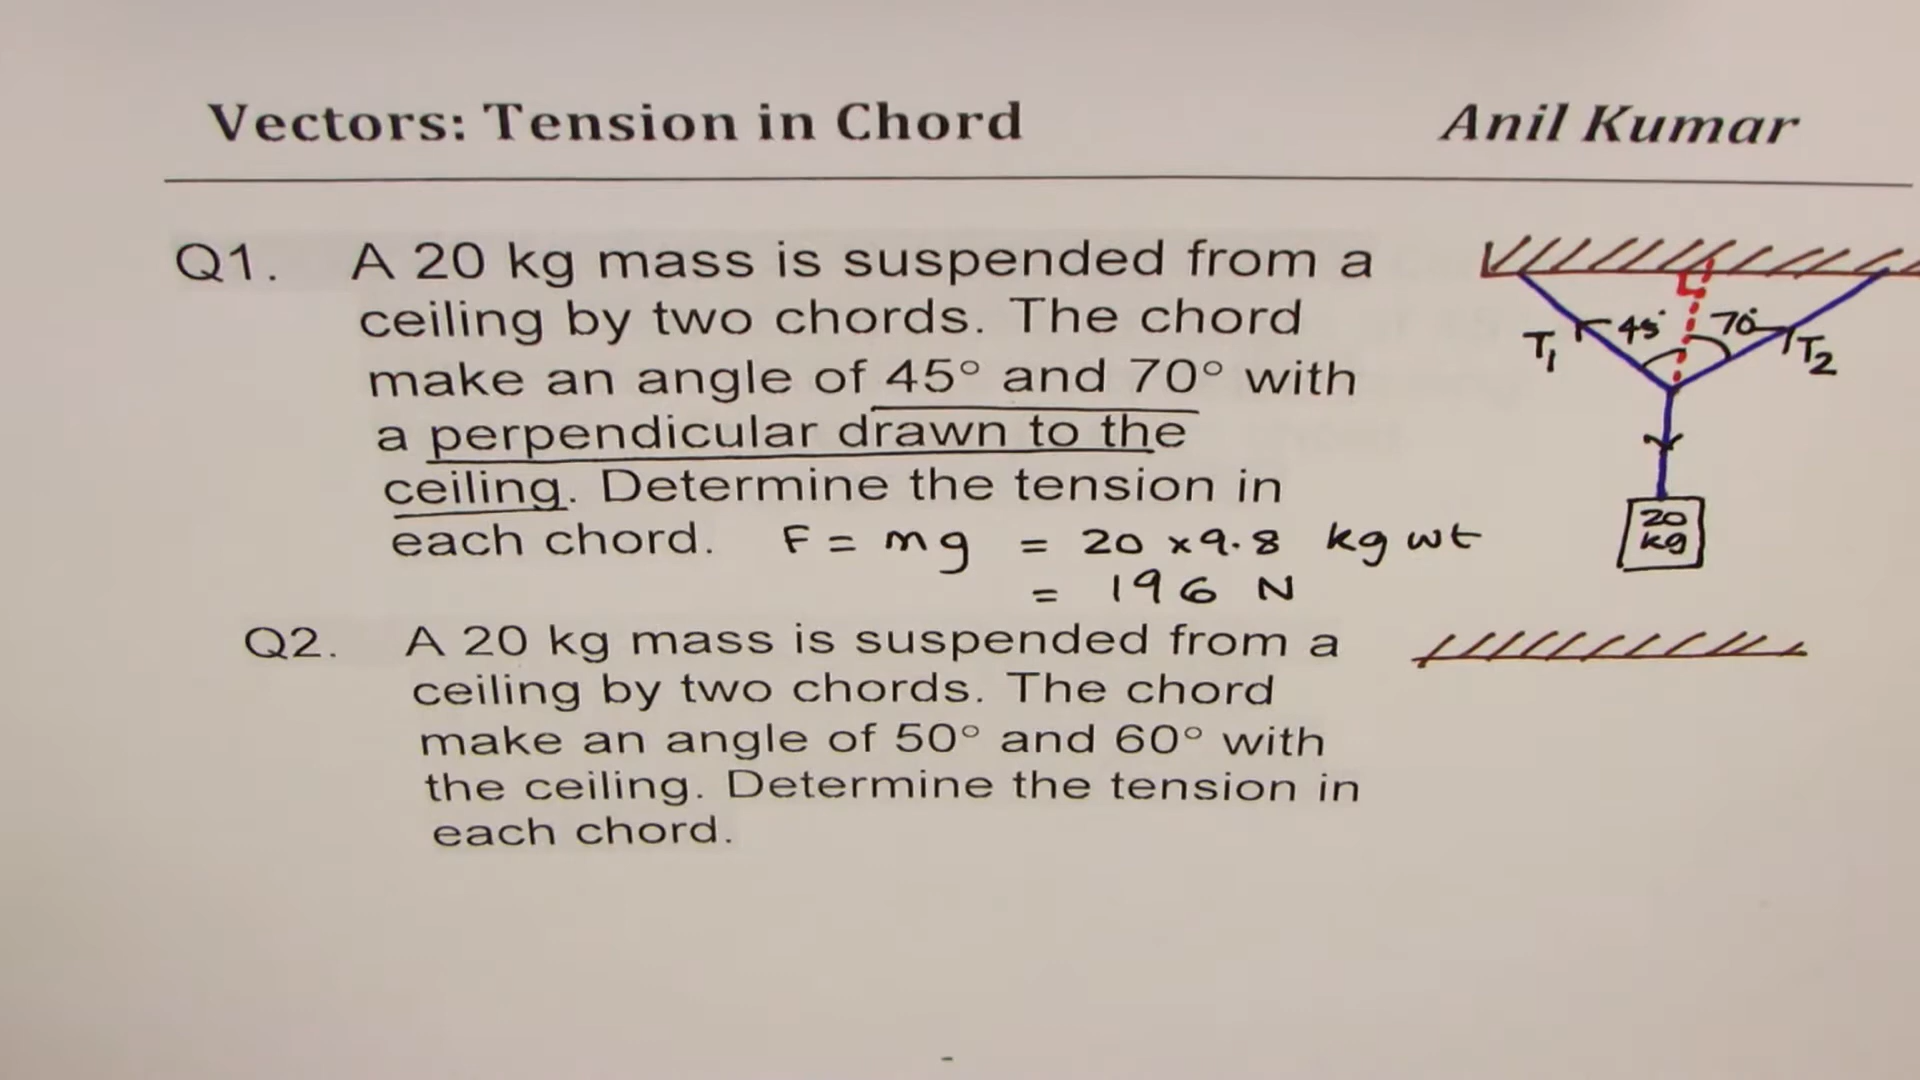 Vectors: Tension in Chord Anil Kumar
Q1. A 20 kg mass is suspended from a
ceiling by two chords. The chord
make an angle of 45° and 70° with
a perpendicular drawn to the
ceiling. Determine the tension in
each chord. F = mg = 20 × 9.8 kg wt
= 196 N
T1 45° 70° T2
20
kg
Q2. A 20 kg mass is suspended from a
ceiling by two chords. The chord
make an angle of 50° and 60° with
the ceiling. Determine the tension in
each chord.